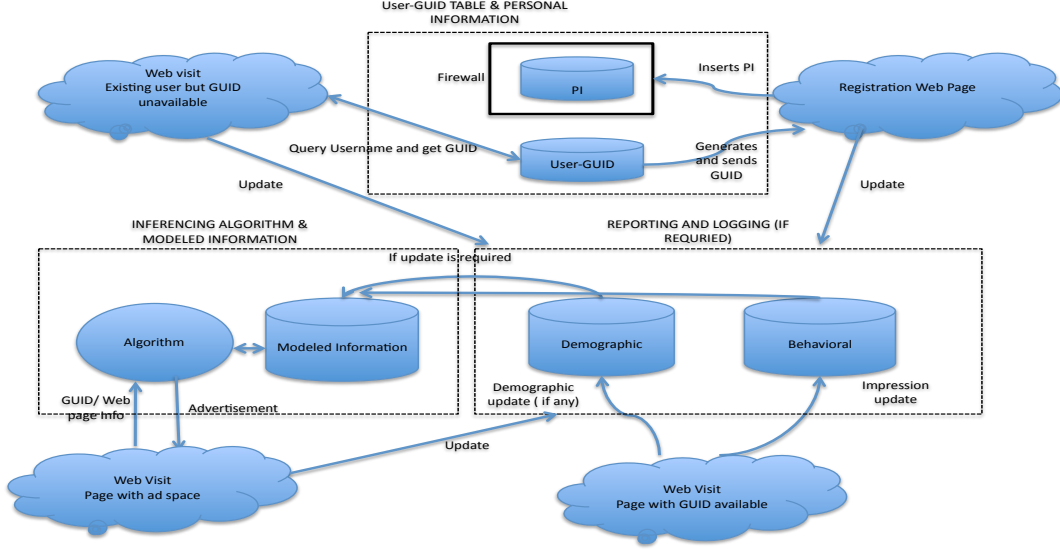 User-GUID TABLE & PERSONAL
INFORMATION
Web visit
Existing user but GUID
unavailable
Firewall
PI
Inserts PI
Registration Web Page
Query Username and get GUID
User-GUID
Generates
and sends
GUID
Update
Update
INFERENCING ALGORITHM &
MODELED INFORMATION
REPORTING AND LOGGING (IF
REQURIED)
If update is required
Algorithm
Modeled Information
Demographic
Behavioral
GUID/ Web
page Info
Advertisement
Demographic
update ( if any)
Impression
update
Update
Web Visit
Page with ad space
Web Visit
Page with GUID available